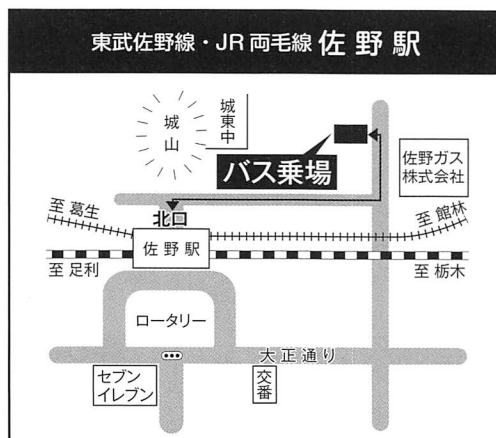 東武佐野線・JR両毛線 佐野駅
城山
城東中
バス乗場
佐野ガス
株式会社
至 葛生
北口
至 館林
佐野駅
至 足利
至 栃木
ロータリー
大正通り
セブン
イレブン
交番